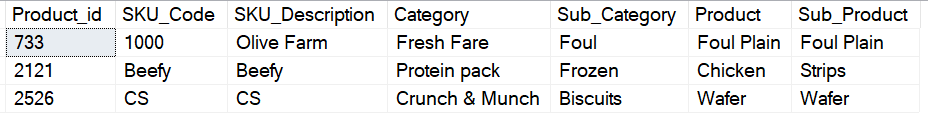 Product_id SKU_Code SKU_Description Category Sub_Category Product Sub_Product
733 1000 Olive Farm Fresh Fare Foul Foul Plain Foul Plain
2121 Beefy Beefy Protein pack Frozen Chicken Strips
2526 CS CS Crunch & Munch Biscuits Wafer Wafer